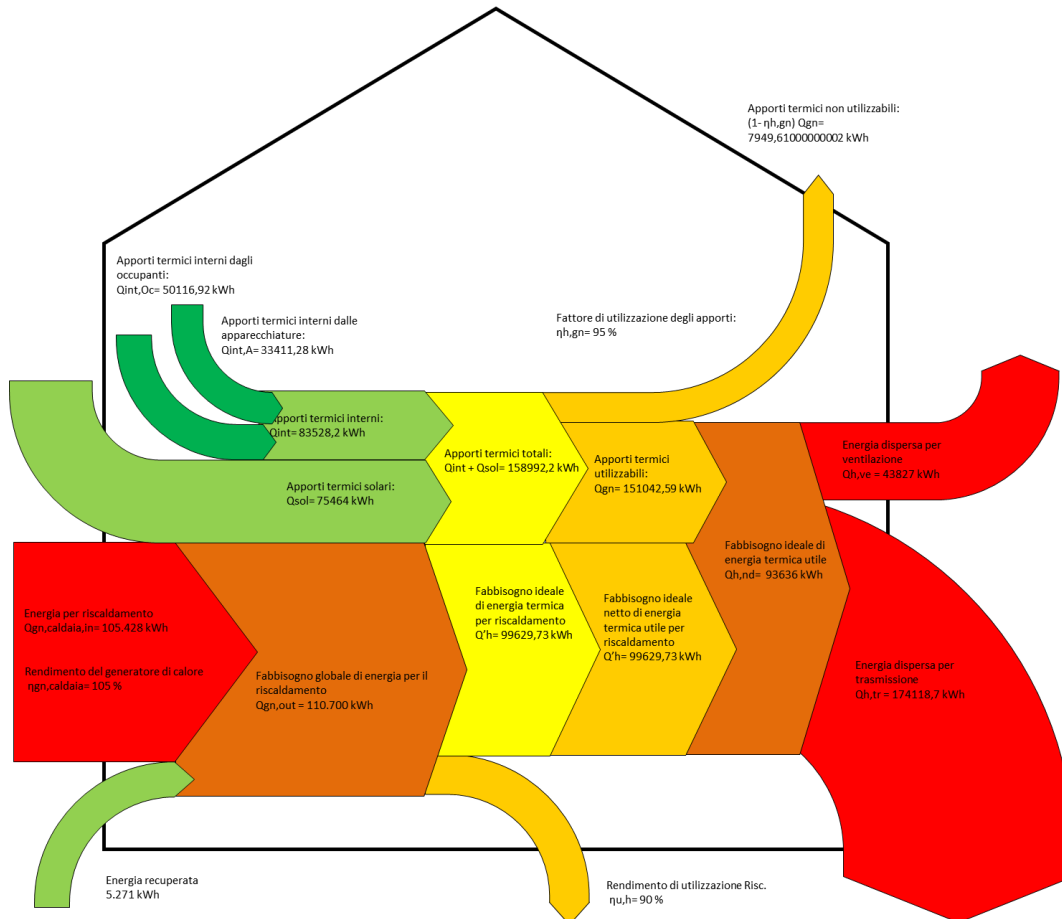 Apporti termici non utilizzabili:
(1- ηh,gn) Qgn=
7949,61000000002 kWh
Apporti termici interni dagli
occupanti:
Qint,Oc= 50116,92 kWh
Apporti termici interni dalle
apparecchiature:
Qint,A= 33411,28 kWh
Fattore di utilizzazione degli apporti:
ηh,gn= 95 %
Apporti termici interni:
Qint= 83528,2 kWh
Apporti termici totali:
Qint + Qsol= 158992,2 kWh
Apporti termici
utilizzabili:
Qgn= 151042,59 kWh
Energia dispersa per
ventilazione
Qh,ve = 43827 kWh
Apporti termici solari:
Qsol= 75464 kWh
Fabbisogno ideale di
energia termica utile
Qh,nd= 93636 kWh
Energia per riscaldamento
Qgn,caldaia,in= 105.428 kWh
Rendimento del generatore di calore
ηgn,caldaia= 105 %
Fabbisogno globale di energia per il
riscaldamento
Qgn,out = 110.700 kWh
Fabbisogno ideale
di energia termica
per riscaldamento
Q'h= 99629,73 kWh
Fabbisogno ideale
netto di energia
termica utile per
riscaldamento
Q'h= 99629,73 kWh
Energia dispersa per
trasmissione
Qh,tr = 174118,7 kWh
Energia recuperata
5.271 kWh
Rendimento di utilizzazione Risc.
ηu,h= 90 %